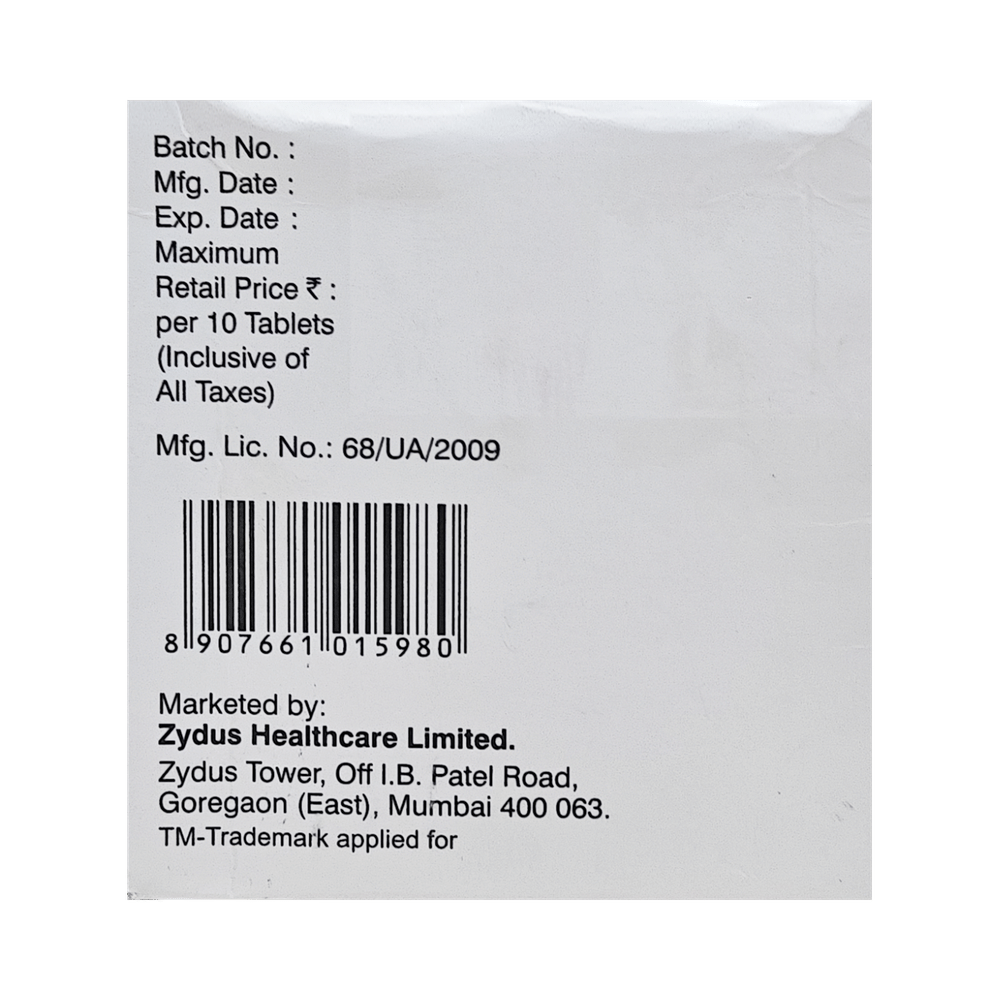 Batch No. :
Mfg. Date :
Exp. Date :
Maximum
Retail Price ₹ :
per 10 Tablets
(Inclusive of
All Taxes)
Mfg. Lic. No.: 68/UA/2009
8 907661 015980
Marketed by:
Zydus Healthcare Limited.
Zydus Tower, Off I.B. Patel Road,
Goregaon (East), Mumbai 400 063.
TM-Trademark applied for